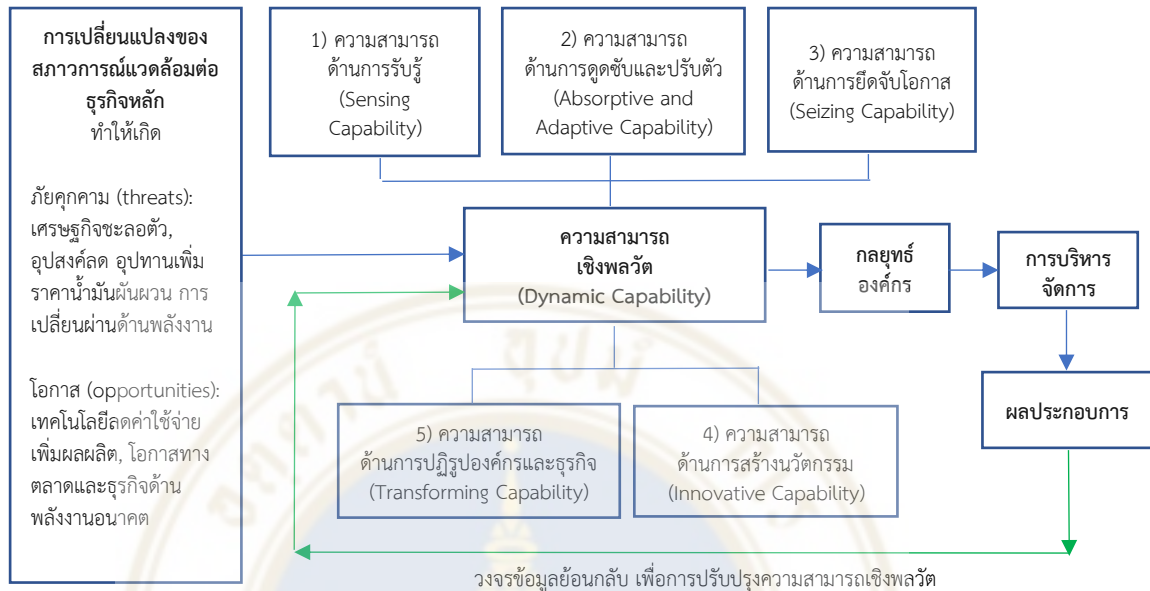 การเปลี่ยนแปลงของ
สภาวการณ์แวดล้อมต่อ
ธุรกิจหลัก
ทำให้เกิด
ภัยคุกคาม (threats):
เศรษฐกิจชะลอตัว,
อุปสงค์ลด อุปทานเพิ่ม
ราคาน้ำมันผันผวน การ
เปลี่ยนผ่านด้านพลังงาน
โอกาส (opportunities):
เทคโนโลยีลดค่าใช้จ่าย
เพิ่มผลผลิต, โอกาสทาง
ตลาดและธุรกิจด้าน
พลังงานอนาคต
1) ความสามารถ
ด้านการรับรู้
(Sensing
Capability)
2) ความสามารถ
ด้านการดูดซับและปรับตัว
(Absorptive and
Adaptive Capability)
3) ความสามารถ
ด้านการยึดจับโอกาส
(Seizing Capability)
ความสามารถ
เชิงพลวัต
(Dynamic Capability)
กลยุทธ์
องค์กร
การบริหาร
จัดการ
ผลประกอบการ
5) ความสามารถ
ด้านการปฏิรูปองค์กรและธุรกิจ
(Transforming Capability)
4) ความสามารถ
ด้านการสร้างนวัตกรรม
(Innovative Capability)
วงจรข้อมูลย้อนกลับ เพื่อการปรับปรุงความสามารถเชิงพลวัต